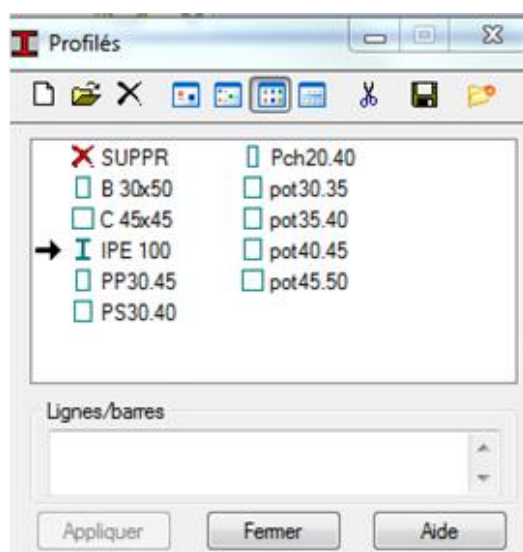 Profilés
SUPPR
B 30x50
C 45x45
IPE 100
PP30.45
PS30.40
Pch20.40
pot30.35
pot35.40
pot40.45
pot45.50
Lignes/barres
Appliquer
Fermer
Aide